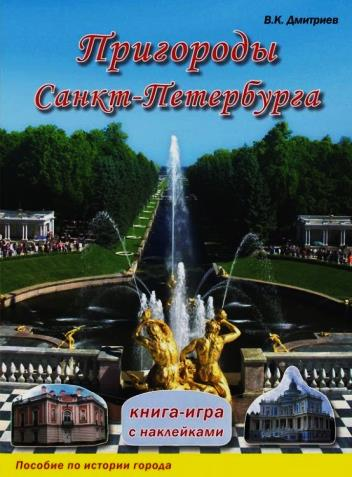 В.К. Дмитриев
Пригороды
Санкт-Петербурга
книга-игра
с наклейками
Пособие по истории города